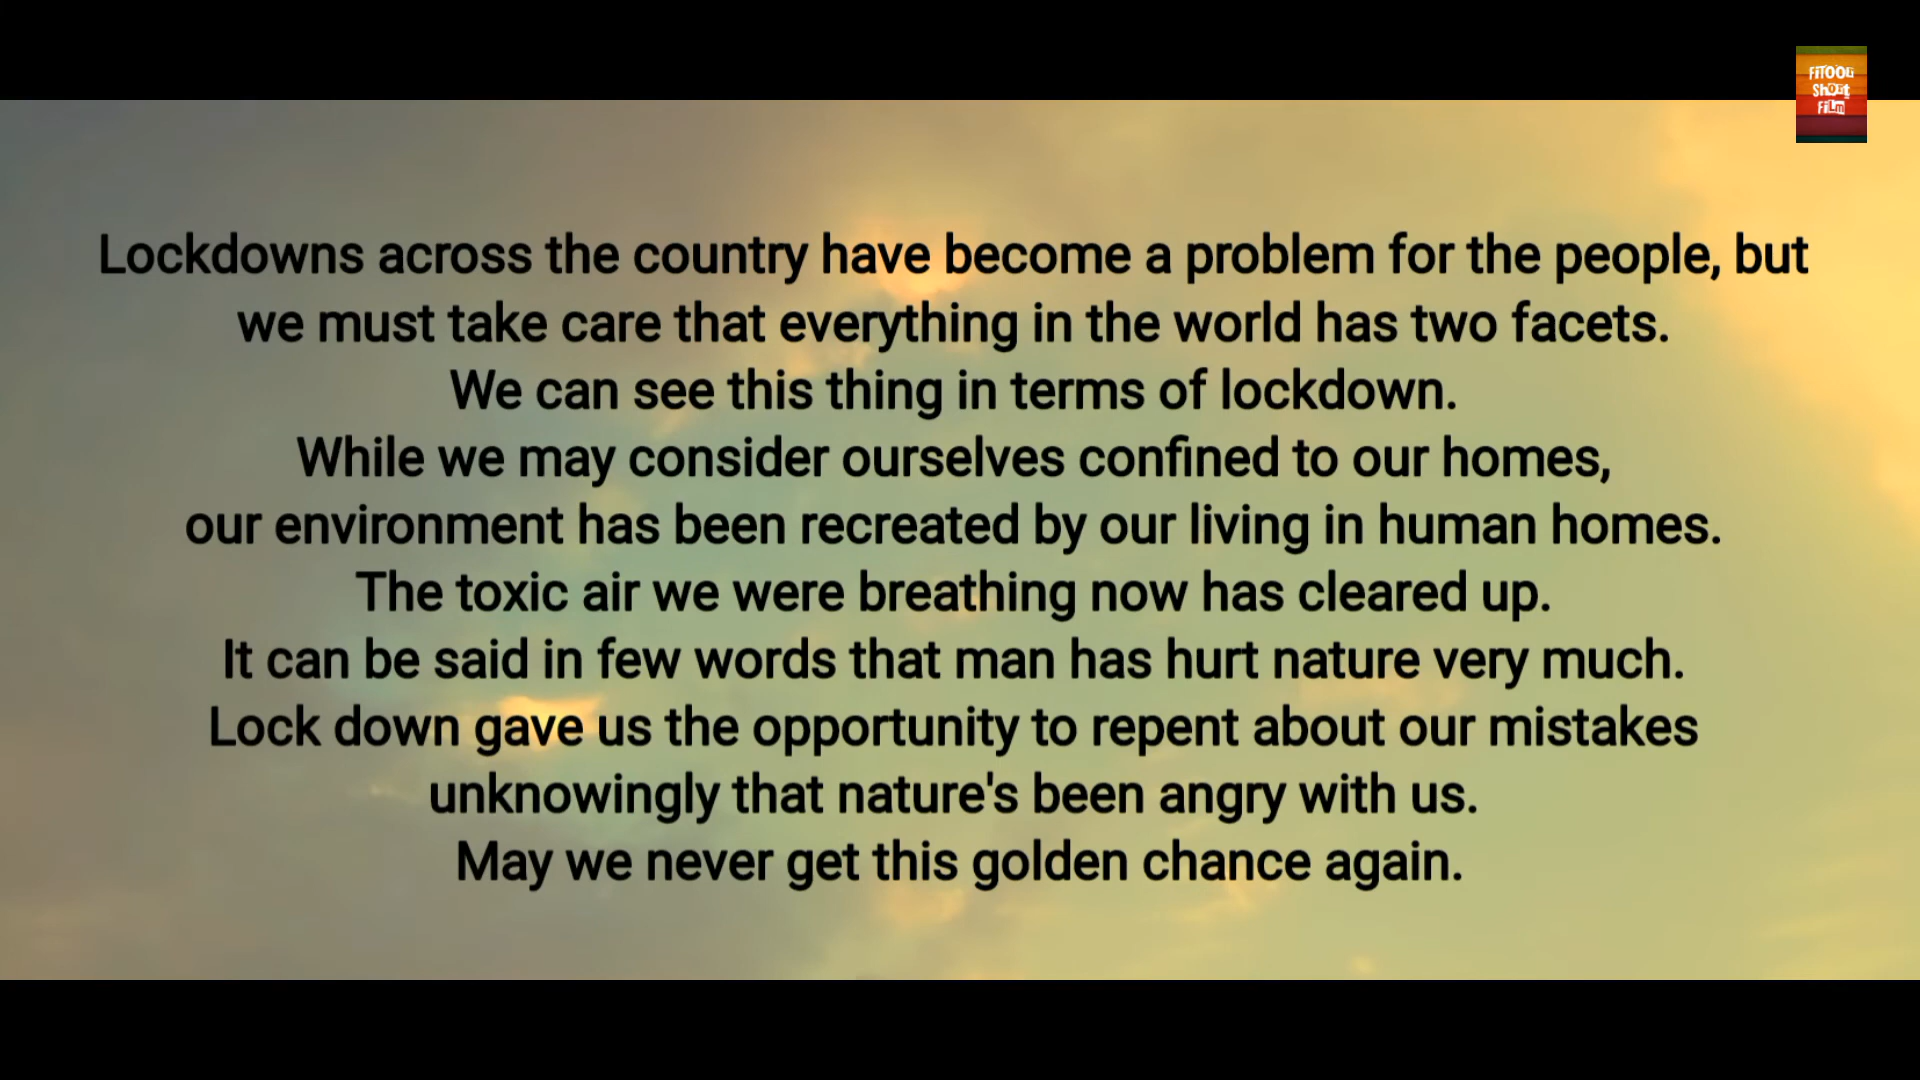 FiTOOL
ShOrt
FiLm
Lockdowns across the country have become a problem for the people, but
we must take care that everything in the world has two facets.
We can see this thing in terms of lockdown.
While we may consider ourselves confined to our homes,
our environment has been recreated by our living in human homes.
The toxic air we were breathing now has cleared up.
It can be said in few words that man has hurt nature very much.
Lock down gave us the opportunity to repent about our mistakes
unknowingly that nature's been angry with us.
May we never get this golden chance again.